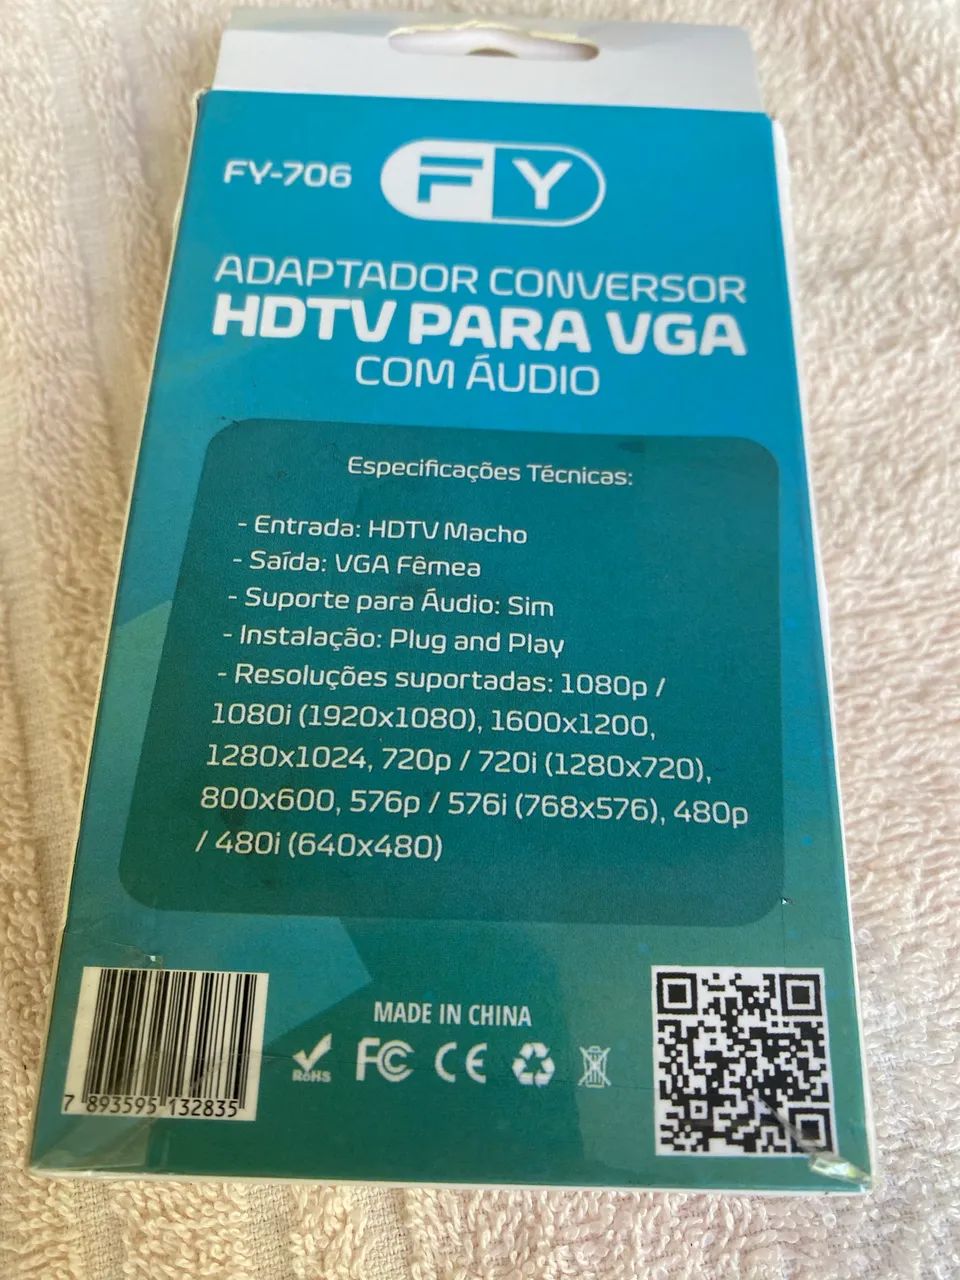 FY-706
FY
ADAPTADOR CONVERSOR
HDTV PARA VGA
COM ÁUDIO
Especificações Técnicas:
- Entrada: HDTV Macho
- Saída: VGA Fêmea
- Suporte para Áudio: Sim
- Instalação: Plug and Play
- Resoluções suportadas: 1080p /
1080i (1920x1080), 1600x1200,
1280x1024, 720p / 720i (1280x720),
800x600, 576p / 576i (768x576), 480p
/ 480i (640x480)
MADE IN CHINA
RoHS FC CE
7 893595 132835